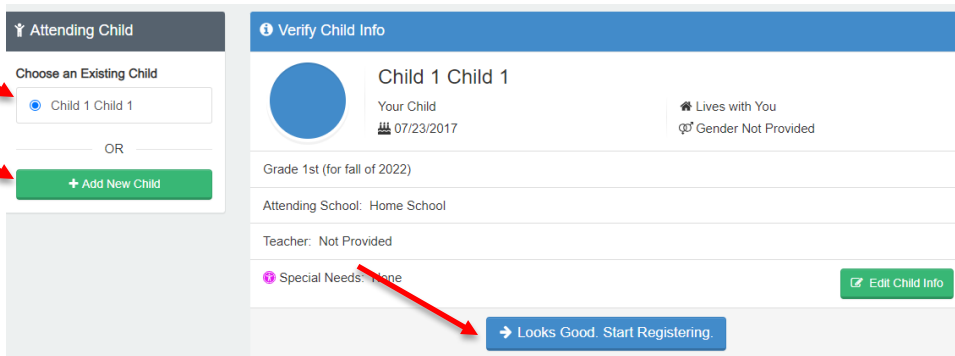 Attending Child
Choose an Existing Child
Child 1 Child 1
OR
+ Add New Child
Verify Child Info
Child 1 Child 1
Your Child
Lives with You
07/23/2017
Gender Not Provided
Grade 1st (for fall of 2022)
Attending School: Home School
Teacher: Not Provided
Special Needs: None
Edit Child Info
Looks Good. Start Registering.